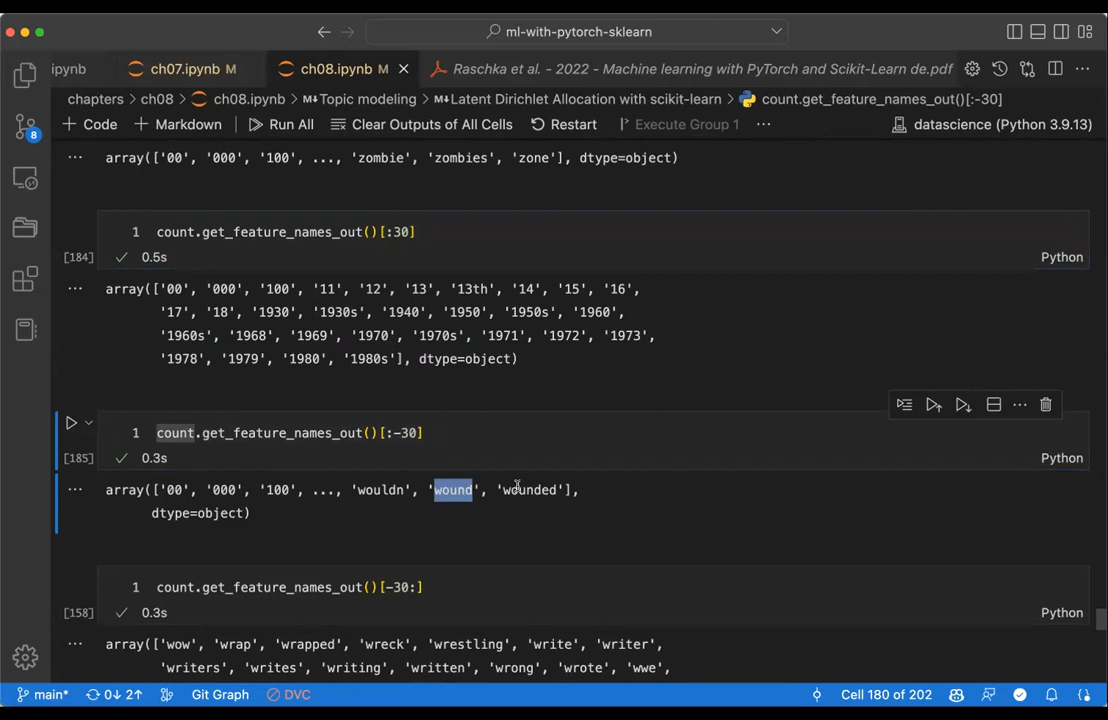 ml-with-pytorch-sklearn
ipynb ch07.ipynb M ch08.ipynb M Raschka et al. - 2022 - Machine learning with PyTorch and Scikit-Learn de.pdf
chapters > ch08 > ch08.ipynb > M↓Topic modeling > M↓Latent Dirichlet Allocation with scikit-learn > count.get_feature_names_out()[:-30]
+ Code + Markdown Run All Clear Outputs of All Cells Restart Execute Group 1 ... datascience (Python 3.9.13)
... array(['00', '000', '100', ..., 'zombie', 'zombies', 'zone'], dtype=object)
1 count.get_feature_names_out()[:30]
[184] 0.5s Python
... array(['00', '000', '100', '11', '12', '13', '13th', '14', '15', '16',
'17', '18', '1930', '1930s', '1940', '1950', '1950s', '1960',
'1960s', '1968', '1969', '1970', '1970s', '1971', '1972', '1973',
'1978', '1979', '1980', '1980s'], dtype=object)
1 count.get_feature_names_out()[:-30]
[185] 0.3s Python
... array(['00', '000', '100', ..., 'wouldn', 'wound', 'wounded'],
dtype=object)
1 count.get_feature_names_out()[-30:]
[158] 0.3s Python
... array(['wow', 'wrap', 'wrapped', 'wreck', 'wrestling', 'write', 'writer',
'writers', 'writes', 'writing', 'written', 'wrong', 'wrote', 'wwe',
8
main* 0↓ 2↑ Git Graph DVC Cell 180 of 202